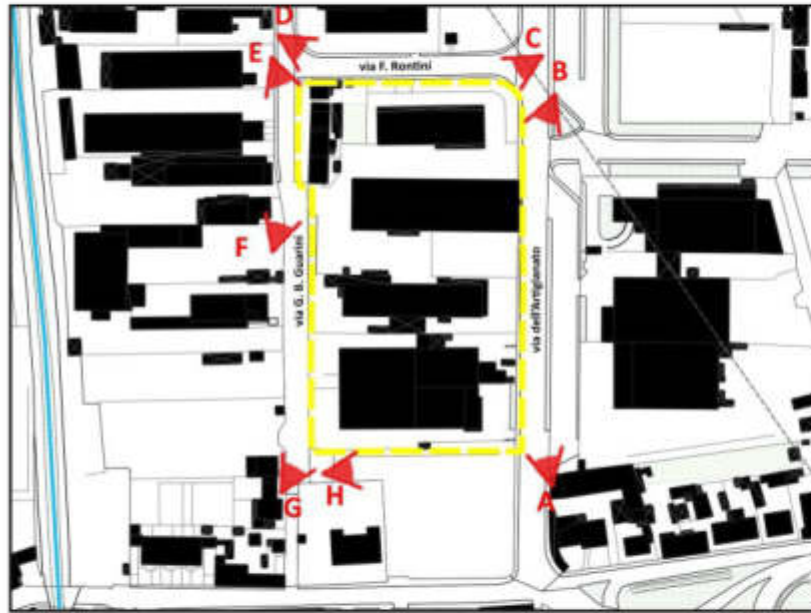 D
C
E
via F. Rontini
B
F
via G. B. Guarini
via dell'Artigianato
G
H
A